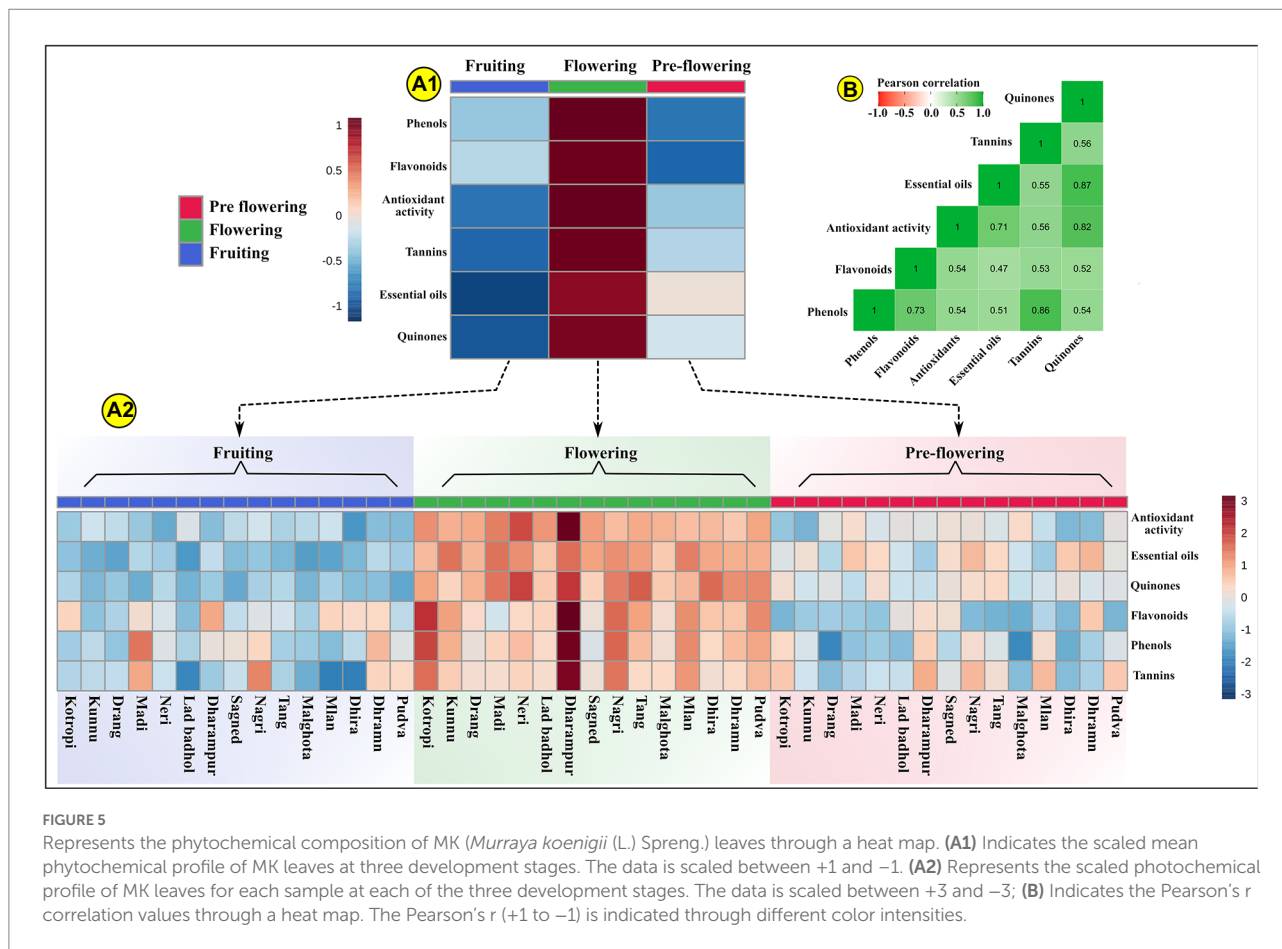 A1
Fruiting Flowering Pre-flowering
Phenols
Flavonoids
Antioxidant
activity
Tannins
Essential oils
Quinones
1
0.5
0
-0.5
-1
Pre flowering
Flowering
Fruiting
B
Pearson correlation
-1.0 -0.5 0.0 0.5 1.0
Quinones 1
Tannins 1 0.56
Essential oils 1 0.55 0.87
Antioxidant activity 1 0.71 0.56 0.82
Flavonoids 1 0.54 0.47 0.53 0.52
Phenols 1 0.73 0.54 0.51 0.86 0.54
Phenols Flavonoids Antioxidants Essential oils Tannins Quinones
A2
Fruiting Flowering Pre-flowering
Antioxidant
activity
Essential oils
Quinones
Flavonoids
Phenols
Tannins
3
2
1
0
-1
-2
-3
Kotropi Kunnu Drang Madi Neri Lad badhol Dharampur Sagned Nagri Tang Malghota Mlan Dhira Dhramn Pudva Kotropi Kunnu Drang Madi Neri Lad badhol Dharampur Sagned Nagri Tang Malghota Mlan Dhira Dhramn Pudva Kotropi Kunnu Drang Madi Neri Lad badhol Dharampur Sagned Nagri Tang Malghota Mlan Dhira Dhramn Pudva
FIGURE 5
Represents the phytochemical composition of MK (Murraya koenigii (L.) Spreng.) leaves through a heat map. (A1) Indicates the scaled mean
phytochemical profile of MK leaves at three development stages. The data is scaled between +1 and −1. (A2) Represents the scaled photochemical
profile of MK leaves for each sample at each of the three development stages. The data is scaled between +3 and −3; (B) Indicates the Pearson's r
correlation values through a heat map. The Pearson's r (+1 to −1) is indicated through different color intensities.